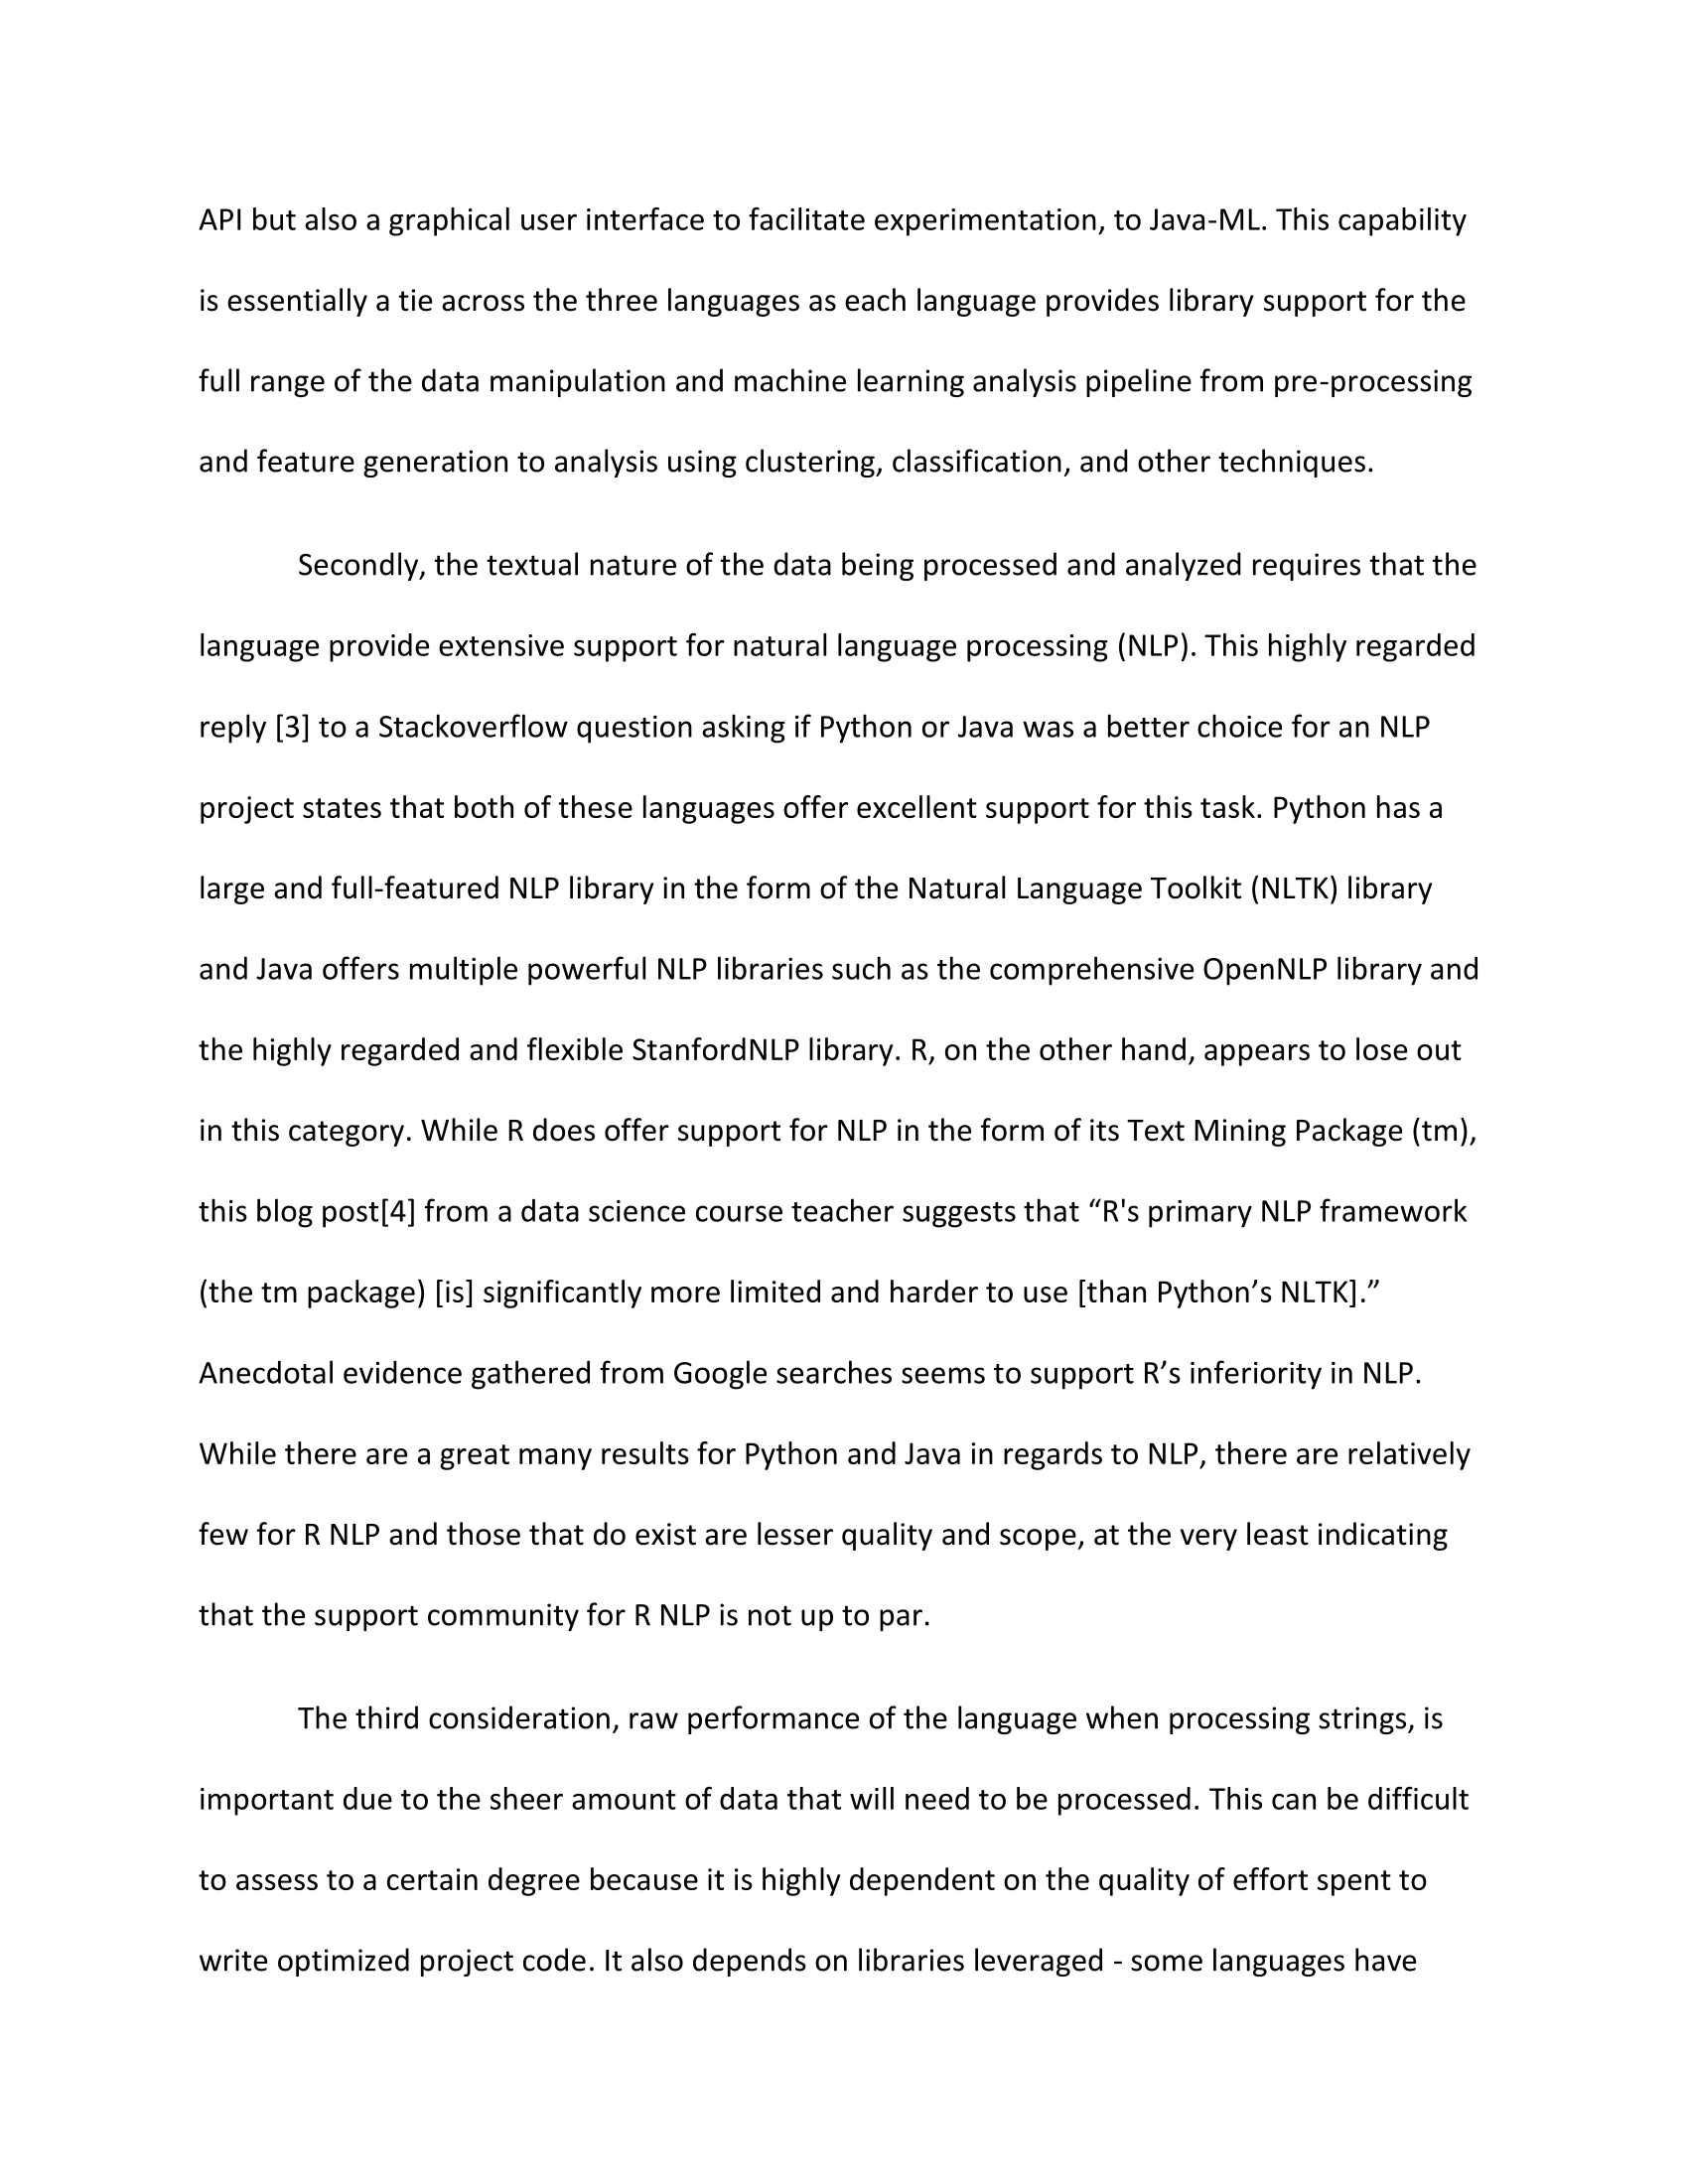 API but also a graphical user interface to facilitate experimentation, to Java-ML. This capability
is essentially a tie across the three languages as each language provides library support for the
full range of the data manipulation and machine learning analysis pipeline from pre-processing
and feature generation to analysis using clustering, classification, and other techniques.
Secondly, the textual nature of the data being processed and analyzed requires that the
language provide extensive support for natural language processing (NLP). This highly regarded
reply [3] to a Stackoverflow question asking if Python or Java was a better choice for an NLP
project states that both of these languages offer excellent support for this task. Python has a
large and full-featured NLP library in the form of the Natural Language Toolkit (NLTK) library
and Java offers multiple powerful NLP libraries such as the comprehensive OpenNLP library and
the highly regarded and flexible StanfordNLP library. R, on the other hand, appears to lose out
in this category. While R does offer support for NLP in the form of its Text Mining Package (tm),
this blog post[4] from a data science course teacher suggests that “R's primary NLP framework
(the tm package) [is] significantly more limited and harder to use [than Python’s NLTK].”
Anecdotal evidence gathered from Google searches seems to support R’s inferiority in NLP.
While there are a great many results for Python and Java in regards to NLP, there are relatively
few for R NLP and those that do exist are lesser quality and scope, at the very least indicating
that the support community for R NLP is not up to par.
The third consideration, raw performance of the language when processing strings, is
important due to the sheer amount of data that will need to be processed. This can be difficult
to assess to a certain degree because it is highly dependent on the quality of effort spent to
write optimized project code. It also depends on libraries leveraged - some languages have